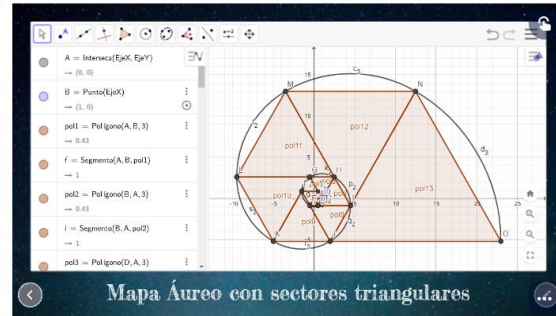 A = Interseca(EjeX, EjeY)
→ (0, 0)
B = Punto(EjeX)
→ (1, 0)
pol1 = Polígono(A, B, 3)
→ 0.43
f = Segmento(A, B, pol1)
→ 1
pol2 = Polígono(B, A, 3)
→ 0.43
i = Segmento(B, A, pol2)
→ 1
pol3 = Polígono(D, A, 3)
15
M
N
pol12
pol11
5
G
H
pol10
pol13
-10
-5
10
15
20
25
K
O
-5
Mapa Áureo con sectores triangulares